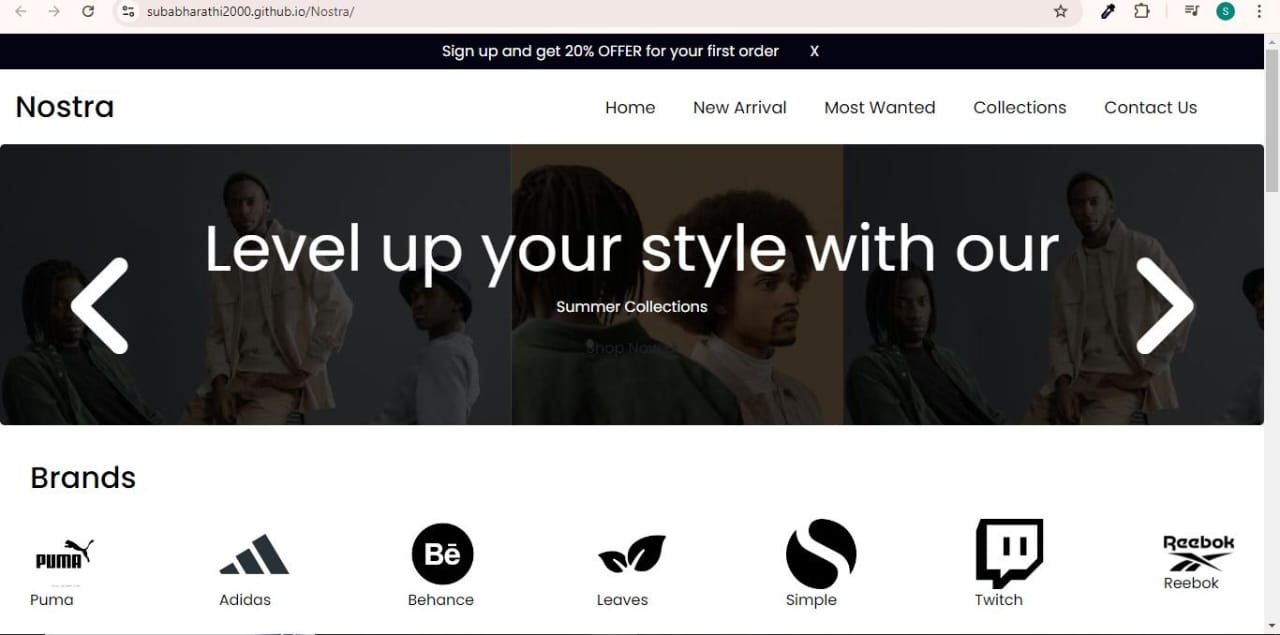 subabharathi2000.github.io/Nostra/
S
Sign up and get 20% OFFER for your first order X
Nostra
Home New Arrival Most Wanted Collections Contact Us
Level up your style with our
Summer Collections
Shop Now
Brands
PUMA
Bē
Reebok
Puma Adidas Behance Leaves Simple Twitch Reebok